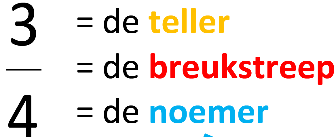 3 = de teller
— = de breukstreep
4 = de noemer